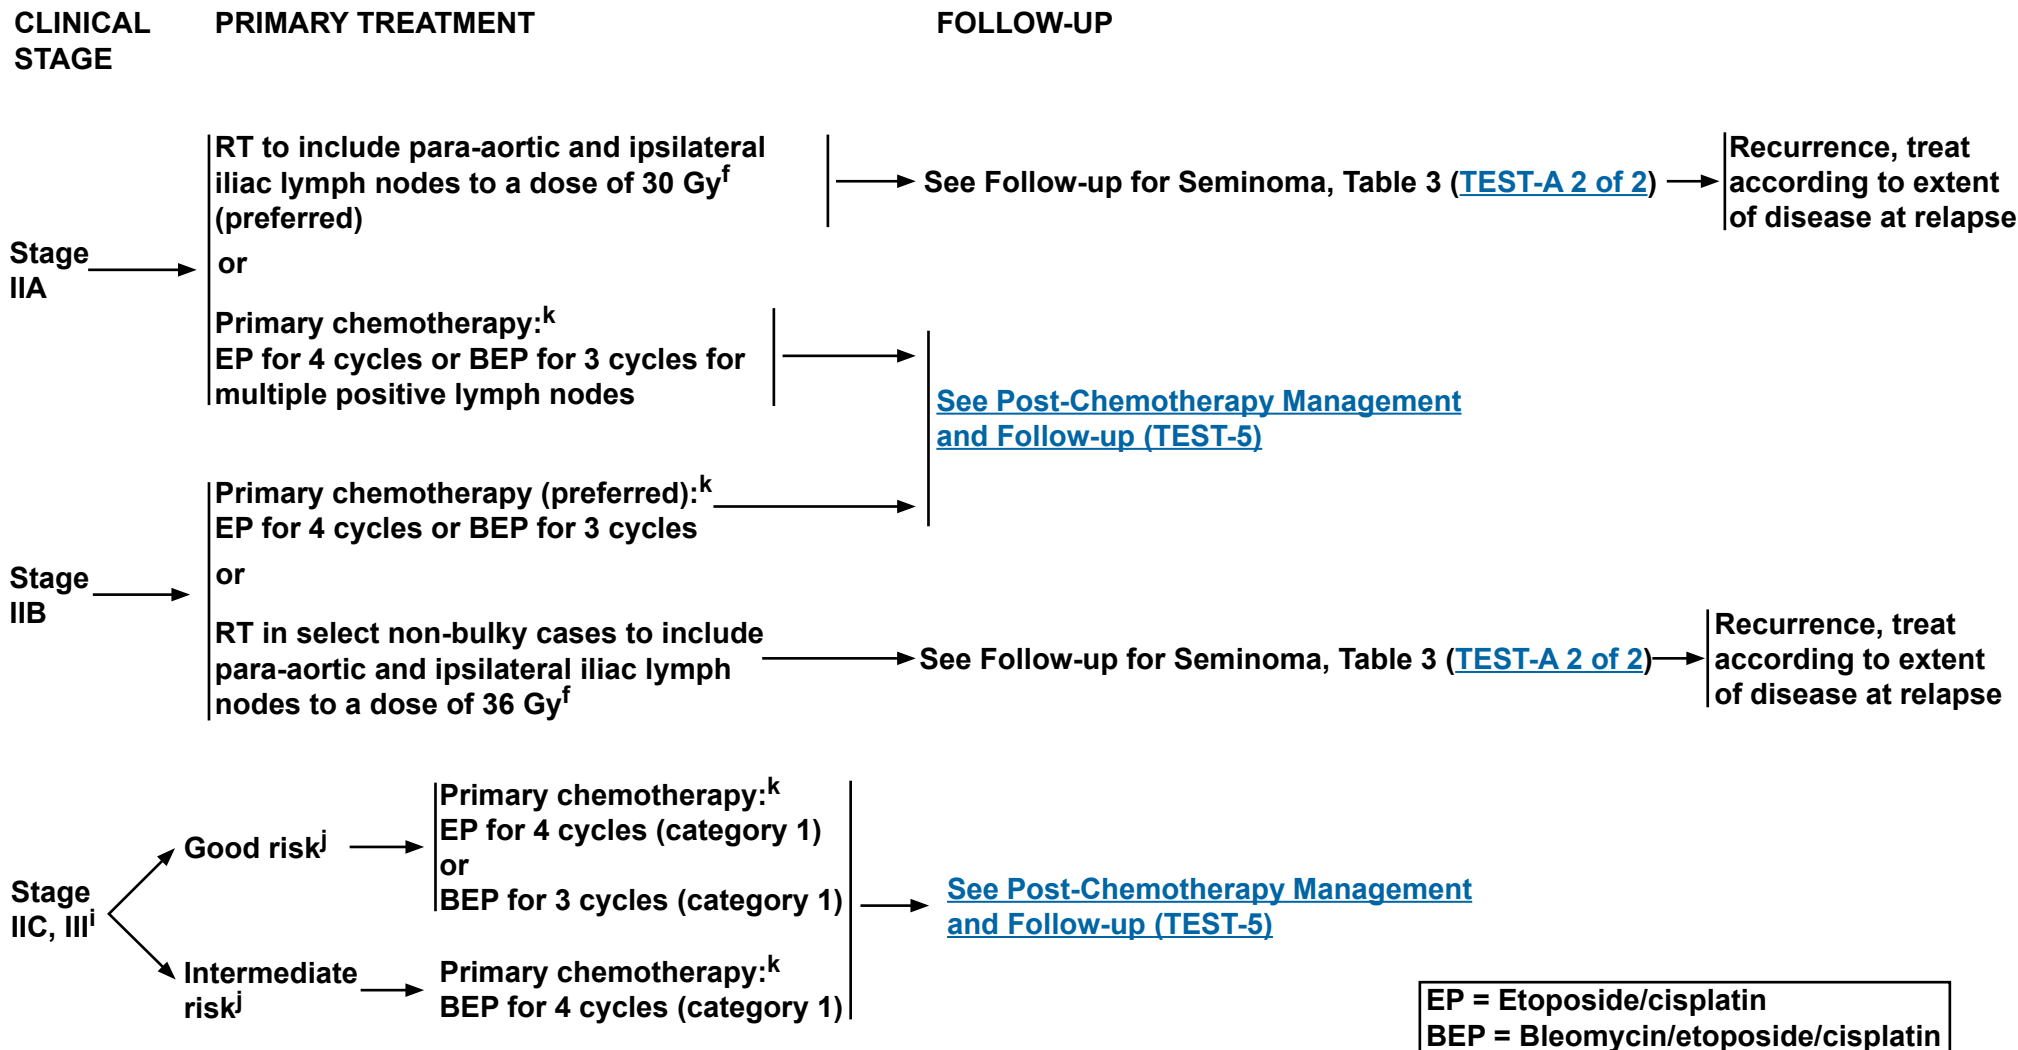 CLINICAL
STAGE
PRIMARY TREATMENT
FOLLOW-UP
Stage
IIA
RT to include para-aortic and ipsilateral
iliac lymph nodes to a dose of 30 Gyf
(preferred)
or
Primary chemotherapy:k
EP for 4 cycles or BEP for 3 cycles for
multiple positive lymph nodes
See Follow-up for Seminoma, Table 3 (TEST-A 2 of 2)
Recurrence, treat
according to extent
of disease at relapse
See Post-Chemotherapy Management
and Follow-up (TEST-5)
Stage
IIB
Primary chemotherapy (preferred):k
EP for 4 cycles or BEP for 3 cycles
or
RT in select non-bulky cases to include
para-aortic and ipsilateral iliac lymph
nodes to a dose of 36 Gyf
See Follow-up for Seminoma, Table 3 (TEST-A 2 of 2)
Recurrence, treat
according to extent
of disease at relapse
Stage
IIC, IIIi
Good riskj
Primary chemotherapy:k
EP for 4 cycles (category 1)
or
BEP for 3 cycles (category 1)
Intermediate
riskj
Primary chemotherapy:k
BEP for 4 cycles (category 1)
See Post-Chemotherapy Management
and Follow-up (TEST-5)
EP = Etoposide/cisplatin
BEP = Bleomycin/etoposide/cisplatin